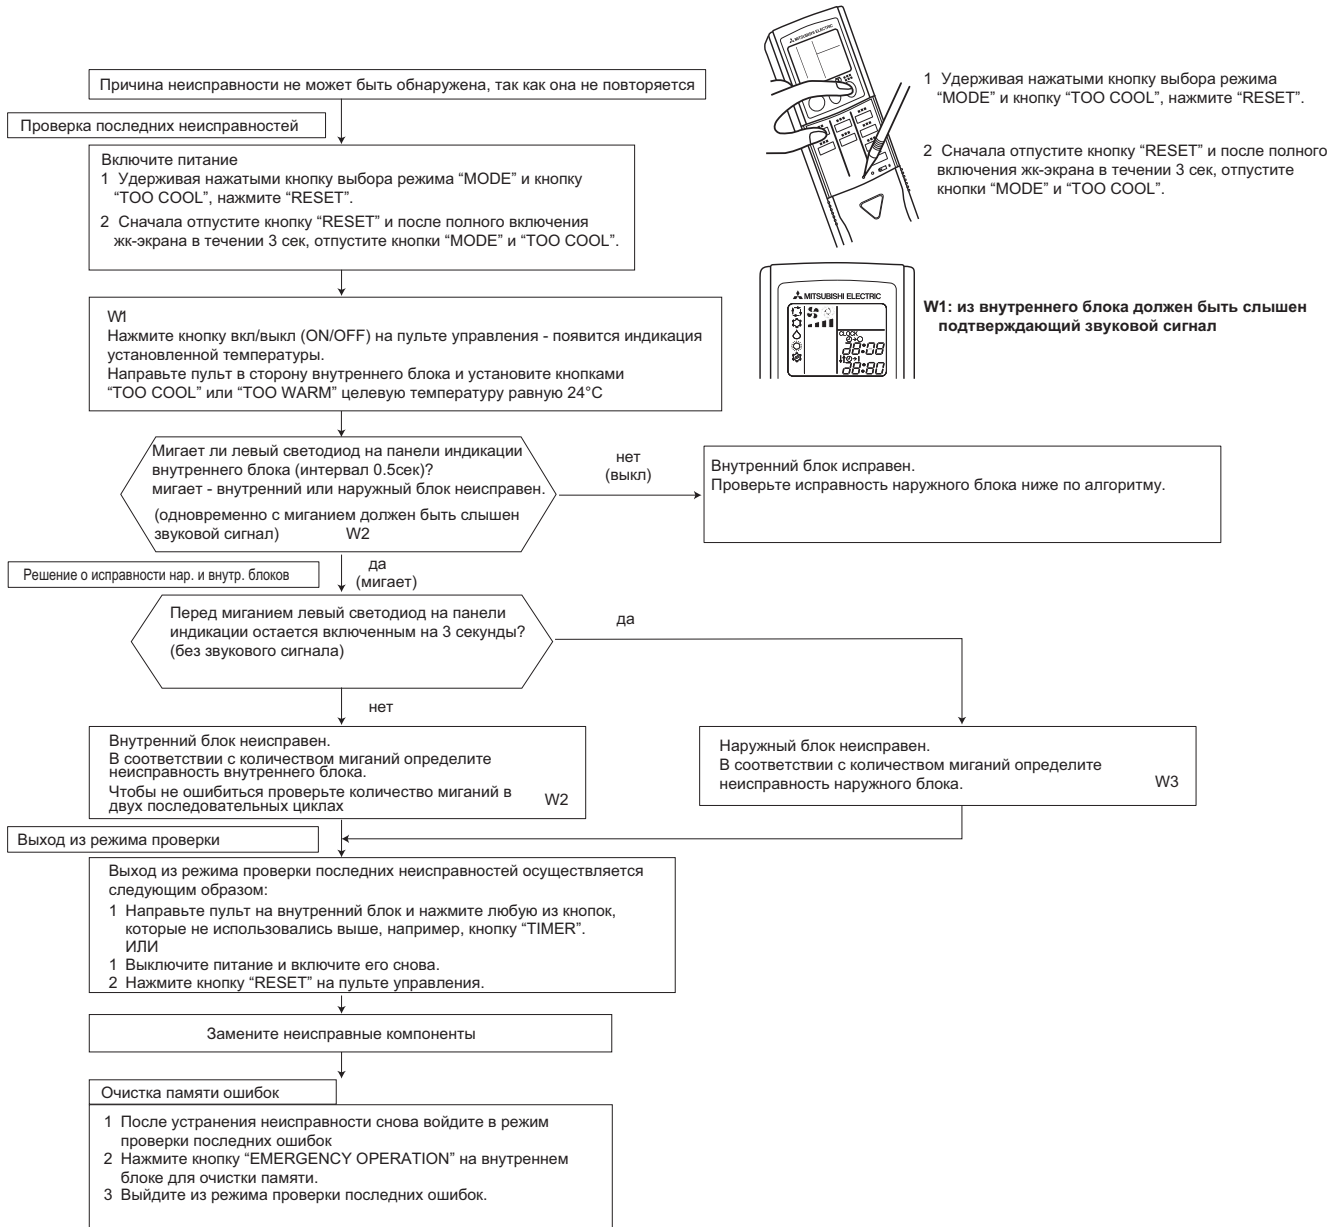 Причина неисправности не может быть обнаружена, так как она не повторяется
Проверка последних неисправностей
Включите питание
1 Удерживая нажатыми кнопку выбора режима “MODE” и кнопку
“TOO COOL”, нажмите “RESET”.
2 Сначала отпустите кнопку “RESET” и после полного включения
жк-экрана в течении 3 сек, отпустите кнопки “MODE” и “TOO COOL”.
MITSUBISHI ELECTRIC
1 Удерживая нажатыми кнопку выбора режима
“MODE” и кнопку “TOO COOL”, нажмите “RESET”.
2 Сначала отпустите кнопку “RESET” и после полного
включения жк-экрана в течении 3 сек, отпустите
кнопки “MODE” и “TOO COOL”.
MITSUBISHI ELECTRIC
CLOCK
W1: из внутреннего блока должен быть слышен
подтверждающий звуковой сигнал
W1
Нажмите кнопку вкл/выкл (ON/OFF) на пульте управления - появится индикация
установленной температуры.
Направьте пульт в сторону внутреннего блока и установите кнопками
“TOO COOL” или “TOO WARM” целевую температуру равную 24°C
Мигает ли левый светодиод на панели индикации
внутреннего блока (интервал 0.5сек)?
мигает - внутренний или наружный блок неисправен.
(одновременно с миганием должен быть слышен
звуковой сигнал) W2
нет
(выкл)
Внутренний блок исправен.
Проверьте исправность наружного блока ниже по алгоритму.
да
(мигает)
Решение о исправности нар. и внутр. блоков
Перед миганием левый светодиод на панели
индикации остается включенным на 3 секунды?
(без звукового сигнала)
да
нет
Внутренний блок неисправен.
В соответствии с количеством миганий определите
неисправность внутреннего блока.
Чтобы не ошибиться проверьте количество миганий в
двух последовательных циклах W2
Наружный блок неисправен.
В соответствии с количеством миганий определите
неисправность наружного блока. W3
Выход из режима проверки
Выход из режима проверки последних неисправностей осуществляется
следующим образом:
1 Направьте пульт на внутренний блок и нажмите любую из кнопок,
которые не использовались выше, например, кнопку “TIMER”.
ИЛИ
1 Выключите питание и включите его снова.
2 Нажмите кнопку “RESET” на пульте управления.
Замените неисправные компоненты
Очистка памяти ошибок
1 После устранения неисправности снова войдите в режим
проверки последних ошибок
2 Нажмите кнопку “EMERGENCY OPERATION” на внутреннем
блоке для очистки памяти.
3 Выйдите из режима проверки последних ошибок.